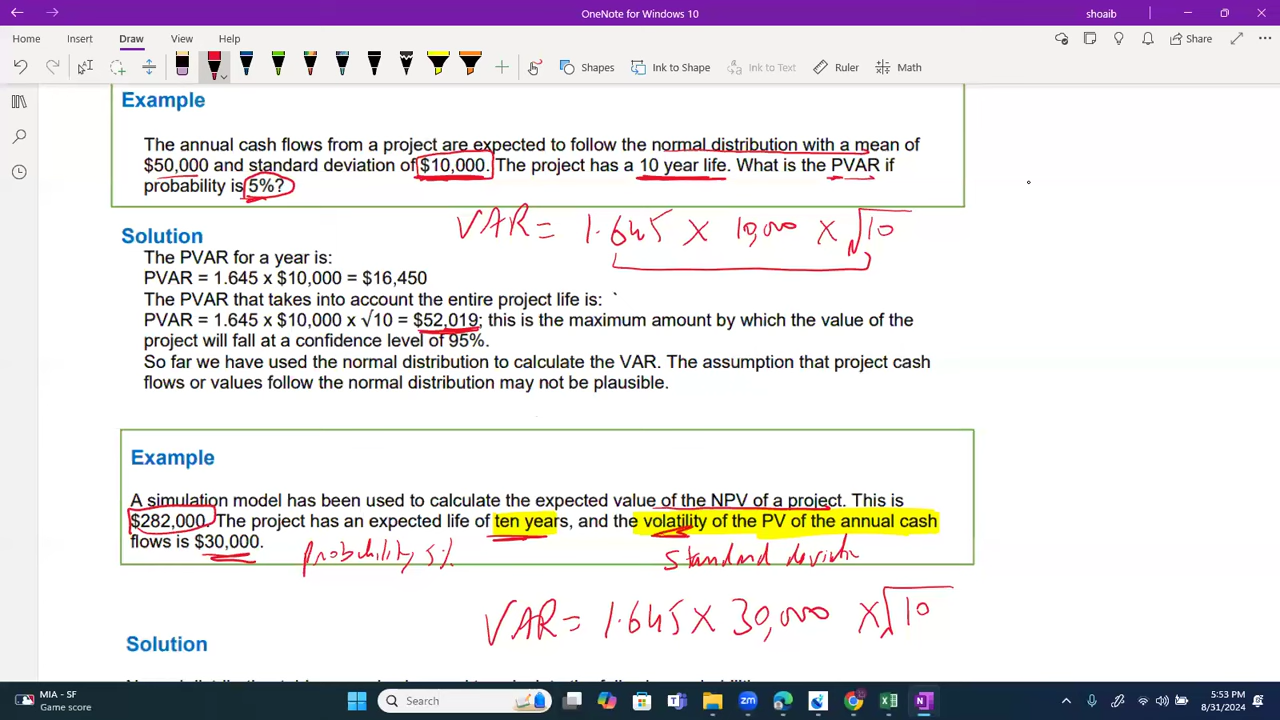 OneNote for Windows 10
shoaib
Home Insert Draw View Help
Share
Shapes Ink to Shape Ink to Text Ruler Math
Example
The annual cash flows from a project are expected to follow the normal distribution with a mean of
$50,000 and standard deviation of $10,000. The project has a 10 year life. What is the PVAR if
probability is 5%?
VAR = 1.645 × 10,000 × √10
Solution
The PVAR for a year is:
PVAR = 1.645 x $10,000 = $16,450
The PVAR that takes into account the entire project life is:
PVAR = 1.645 x $10,000 x √10 = $52,019; this is the maximum amount by which the value of the
project will fall at a confidence level of 95%.
So far we have used the normal distribution to calculate the VAR. The assumption that project cash
flows or values follow the normal distribution may not be plausible.
Example
A simulation model has been used to calculate the expected value of the NPV of a project. This is
$282,000. The project has an expected life of ten years, and the volatility of the PV of the annual cash
flows is $30,000.
probability 5%
standard deviatio
VAR = 1.645 × 30,000 × √10
Solution
MIA - SF
Game score
Search
5:53 PM
8/31/2024